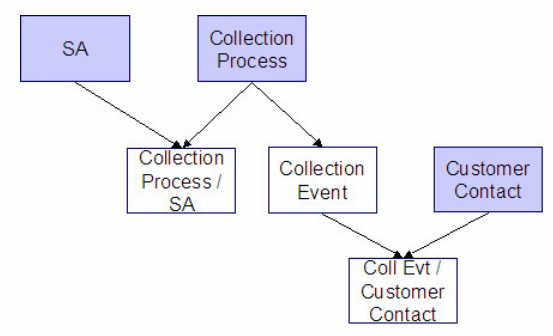 SA
Collection
Process
Collection
Process /
SA
Collection
Event
Customer
Contact
Coll Evt /
Customer
Contact